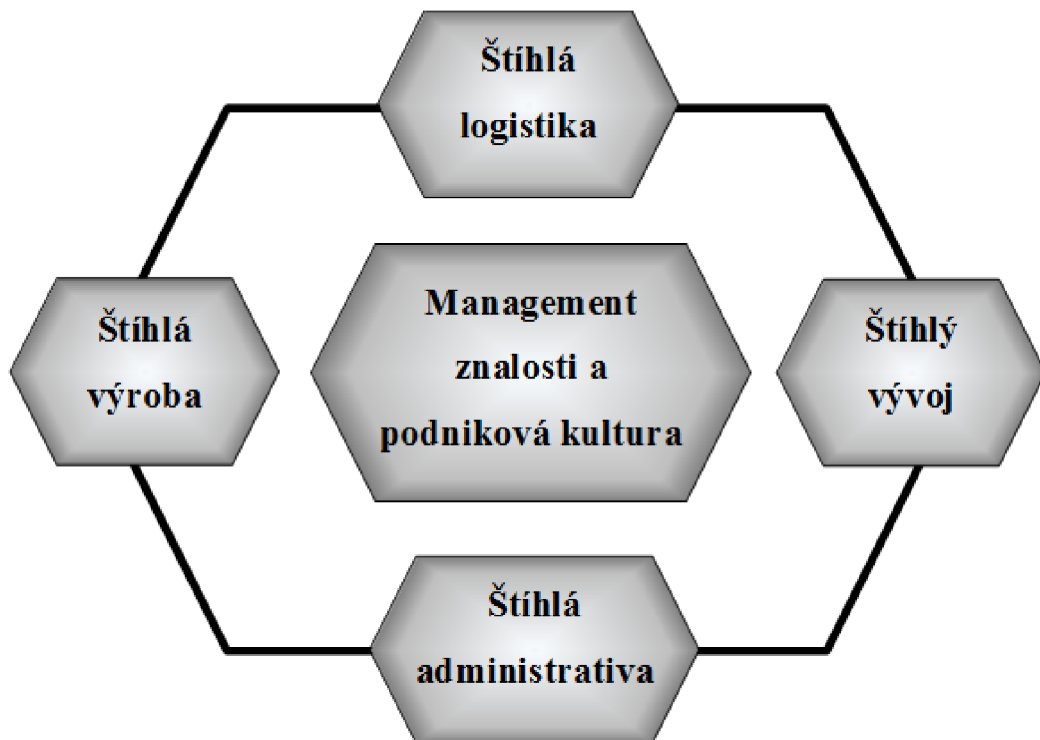 Štíhlá
logistika
Štíhlá
výroba
Management
znalosti a
podniková kultura
Štíhlý
vývoj
Štíhlá
administrativa